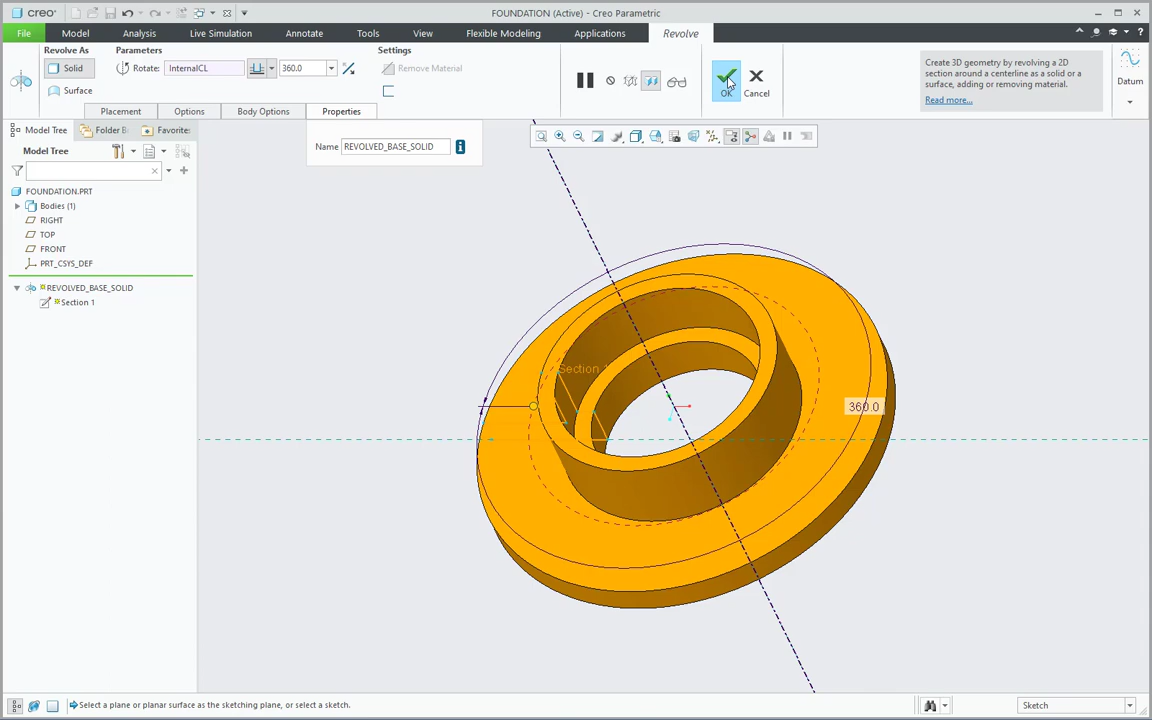 creo FOUNDATION (Active) - Creo Parametric
File Model Analysis Live Simulation Annotate Tools View Flexible Modeling Applications Revolve
Revolve As Parameters Settings
Solid Rotate: InternalCL 360.0 Remove Material
Surface
OK Cancel
Create 3D geometry by revolving a 2D
section around a centerline as a solid or a
surface, adding or removing material.
Read more...
Datum
Placement Options Body Options Properties
Model Tree Folder B Favorite
Name REVOLVED_BASE_SOLID
Model Tree
FOUNDATION.PRT
Bodies (1)
RIGHT
TOP
FRONT
PRT_CSYS_DEF
REVOLVED_BASE_SOLID
Section 1
Section 1
360.0
Select a plane or planar surface as the sketching plane, or select a sketch.
Sketch